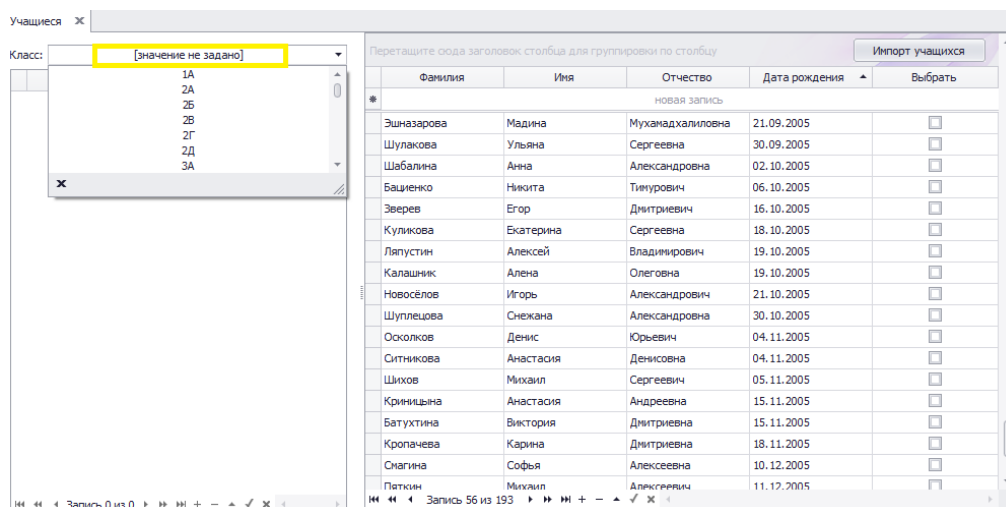 Учащиеся
Класс: [значение не задано]
1А
2А
2Б
2В
2Г
2Д
3А
Запись 0 из 0
Перетащите сюда заголовок столбца для группировки по столбцу
Импорт учащихся
Фамилия Имя Отчество Дата рождения Выбрать
новая запись
Эшназарова Мадина Мухамадхалиловна 21.09.2005
Шулакова Ульяна Сергеевна 30.09.2005
Шабалина Анна Александровна 02.10.2005
Бациенко Никита Тимурович 06.10.2005
Зверев Егор Дмитриевич 16.10.2005
Куликова Екатерина Сергеевна 18.10.2005
Ляпустин Алексей Владимирович 19.10.2005
Калашник Алена Олеговна 19.10.2005
Новосёлов Игорь Александрович 21.10.2005
Шуплецова Снежана Александровна 30.10.2005
Осколков Денис Юрьевич 04.11.2005
Ситникова Анастасия Денисовна 04.11.2005
Шихов Михаил Сергеевич 05.11.2005
Криницына Анастасия Андреевна 15.11.2005
Батухтина Виктория Дмитриевна 15.11.2005
Кропачева Карина Дмитриевна 18.11.2005
Смагина Софья Алексеевна 10.12.2005
Пяткин Михаил Алексеевич 11.12.2005
Запись 56 из 193